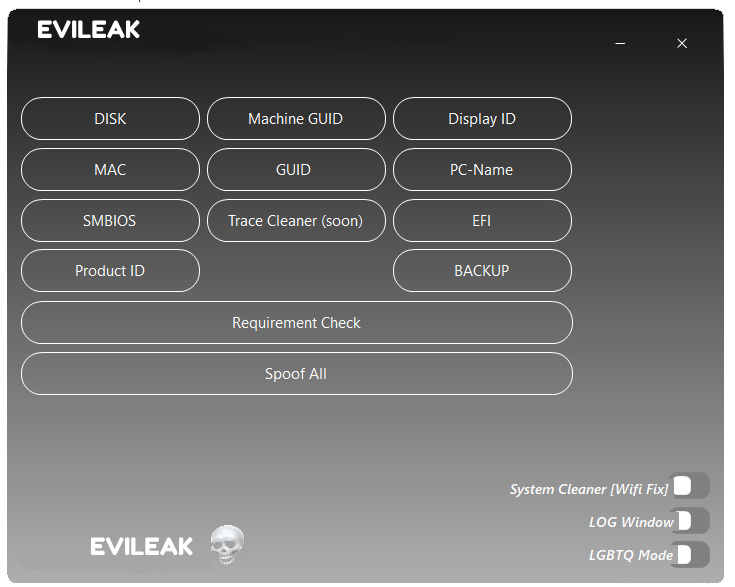 EVILEAK
DISK
Machine GUID
Display ID
MAC
GUID
PC-Name
SMBIOS
Trace Cleaner (soon)
EFI
Product ID
BACKUP
Requirement Check
Spoof All
System Cleaner [Wifi Fix]
LOG Window
EVILEAK
LGBTQ Mode